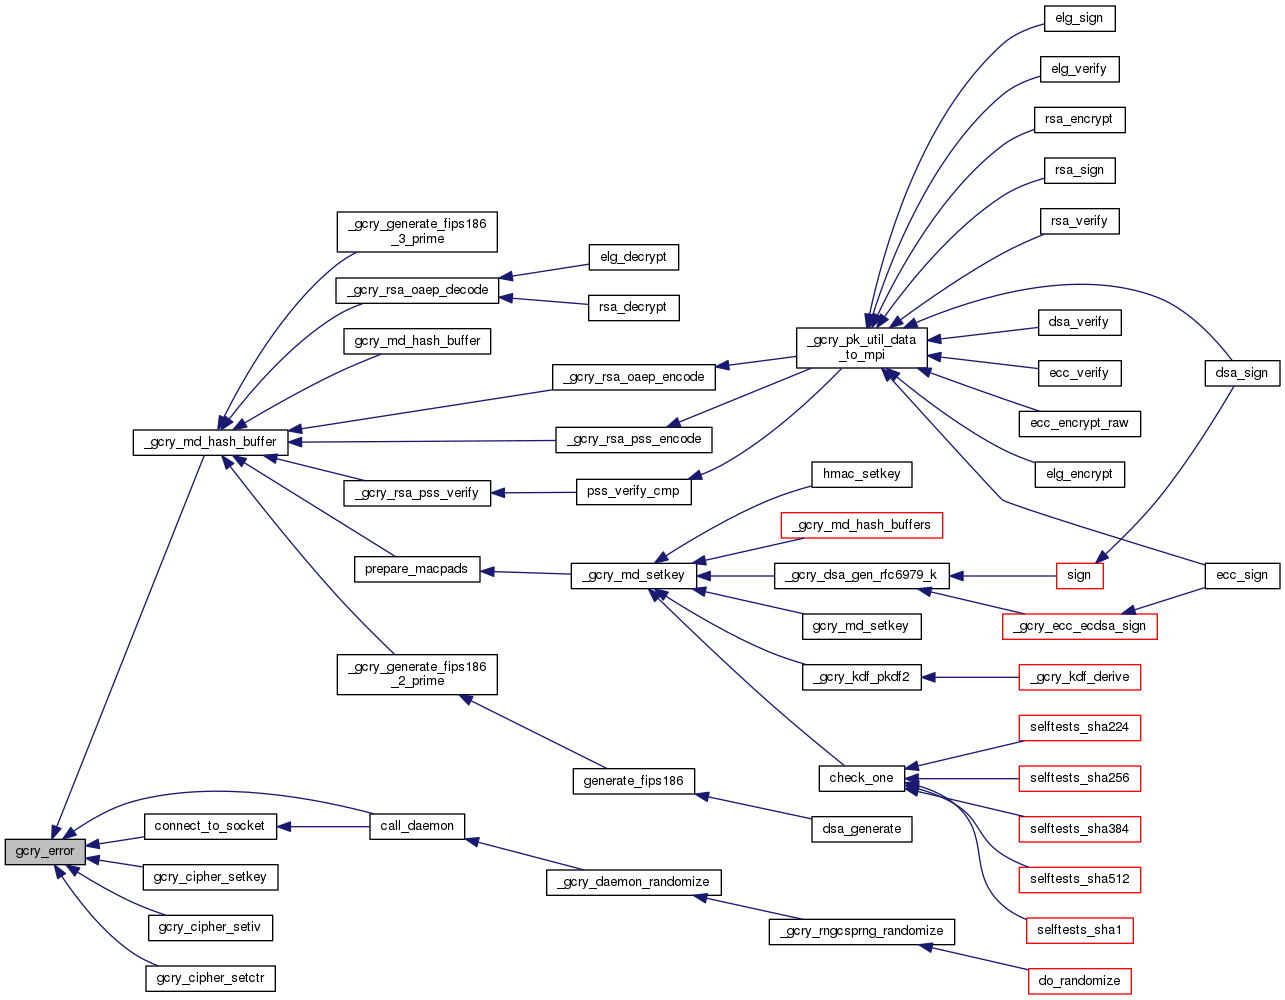 elg_sign
elg_verify
rsa_encrypt
rsa_sign
rsa_verify
_gcry_generate_fips186
_3_prime
elg_decrypt
_gcry_rsa_oaep_decode
rsa_decrypt
dsa_verify
gcry_md_hash_buffer
_gcry_pk_util_data
_to_mpi
ecc_verify
dsa_sign
_gcry_rsa_oaep_encode
ecc_encrypt_raw
_gcry_md_hash_buffer
_gcry_rsa_pss_encode
elg_encrypt
hmac_setkey
_gcry_rsa_pss_verify
pss_verify_cmp
_gcry_md_hash_buffers
prepare_macpads
_gcry_md_setkey
_gcry_dsa_gen_rfc6979_k
sign
ecc_sign
gcry_md_setkey
_gcry_ecc_ecdsa_sign
_gcry_generate_fips186
_2_prime
_gcry_kdf_pkdf2
_gcry_kdf_derive
selftests_sha224
generate_fips186
check_one
selftests_sha256
connect_to_socket
call_daemon
dsa_generate
selftests_sha384
gcry_error
gcry_cipher_setkey
_gcry_daemon_randomize
selftests_sha512
gcry_cipher_setiv
_gcry_rngcsprng_randomize
selftests_sha1
gcry_cipher_setctr
do_randomize